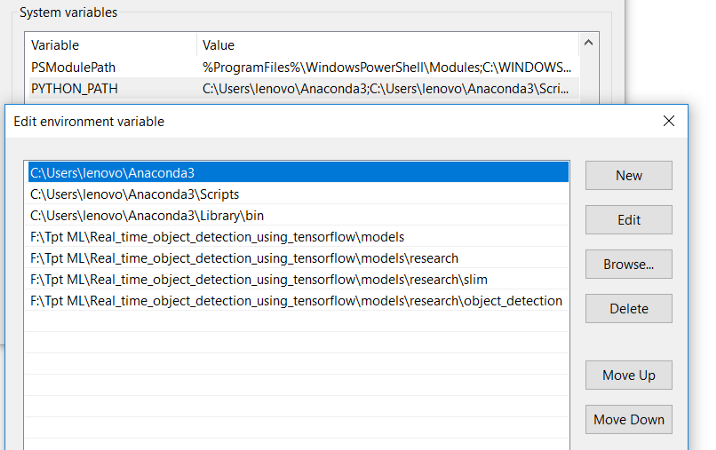 System variables
Variable Value
PSModulePath %ProgramFiles%\WindowsPowerShell\Modules;C:\WINDOWS...
PYTHON_PATH C:\Users\lenovo\Anaconda3;C:\Users\lenovo\Anaconda3\Scri...
Edit environment variable
C:\Users\lenovo\Anaconda3
New
C:\Users\lenovo\Anaconda3\Scripts
C:\Users\lenovo\Anaconda3\Library\bin
Edit
F:\Tpt ML\Real_time_object_detection_using_tensorflow\models
F:\Tpt ML\Real_time_object_detection_using_tensorflow\models\research
Browse...
F:\Tpt ML\Real_time_object_detection_using_tensorflow\models\research\slim
F:\Tpt ML\Real_time_object_detection_using_tensorflow\models\research\object_detection
Delete
Move Up
Move Down